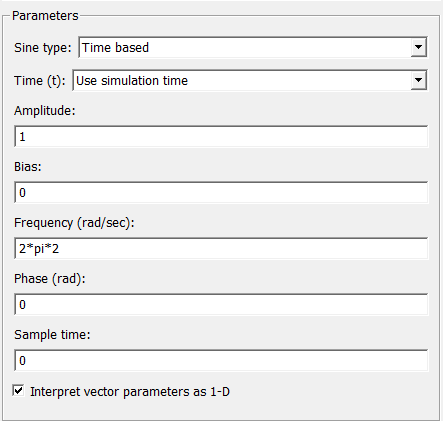 Parameters
Sine type: Time based
Time (t): Use simulation time
Amplitude:
1
Bias:
0
Frequency (rad/sec):
2*pi*2
Phase (rad):
0
Sample time:
0
Interpret vector parameters as 1-D